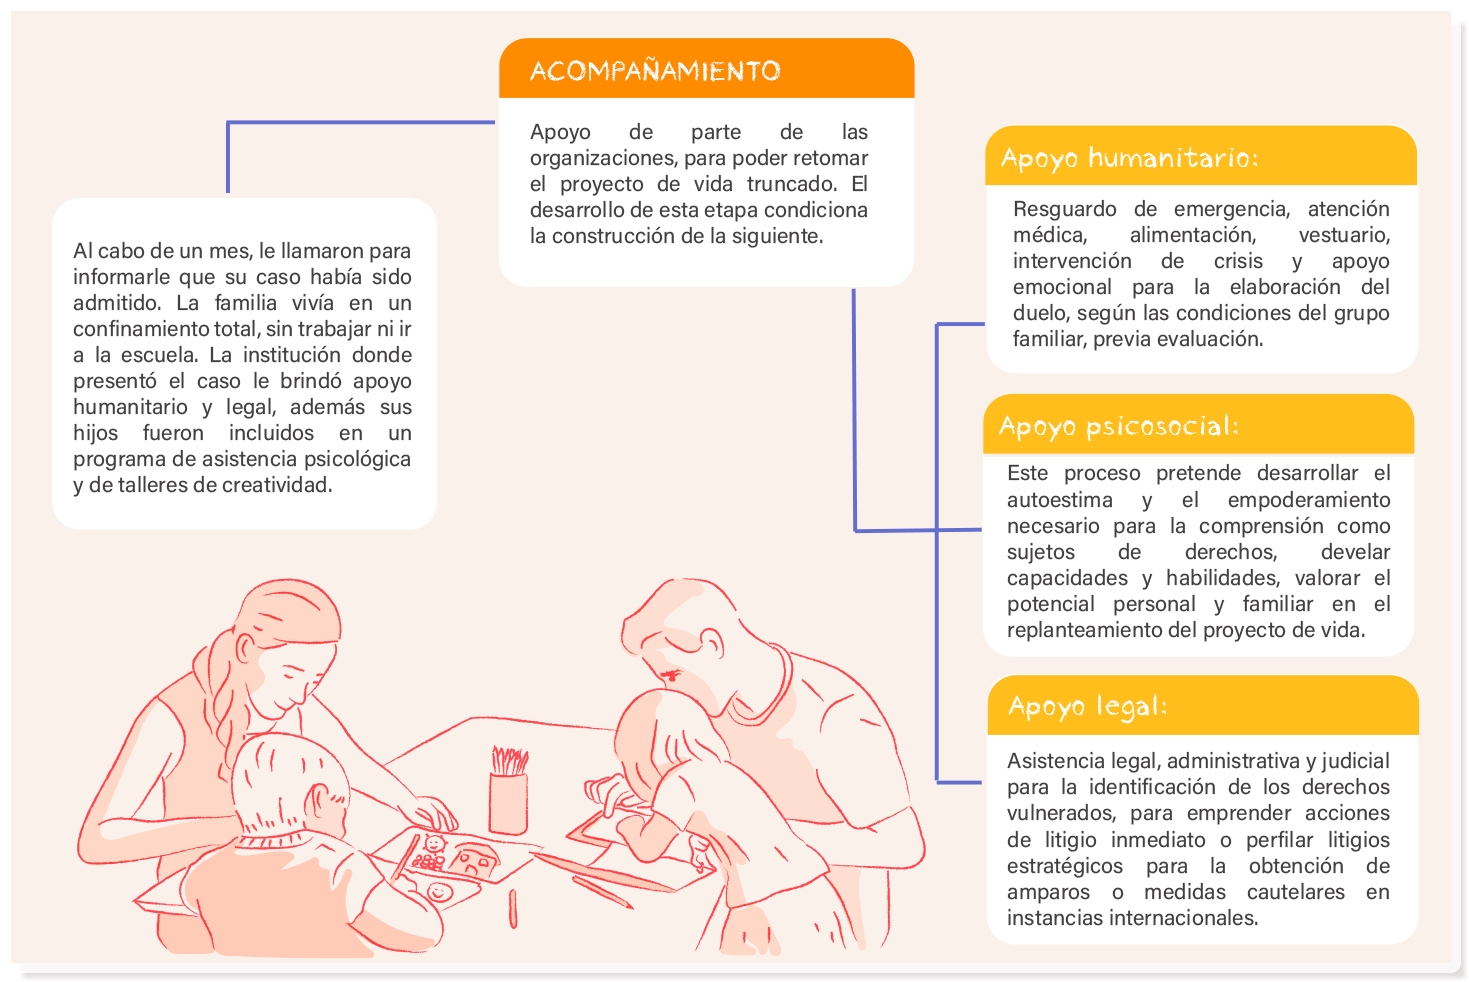 ACOMPAÑAMIENTO
Apoyo de parte de las
organizaciones, para poder retomar
el proyecto de vida truncado. El
desarrollo de esta etapa condiciona
la construcción de la siguiente.
Al cabo de un mes, le llamaron para
informarle que su caso había sido
admitido. La familia vivía en un
confinamiento total, sin trabajar ni ir
a la escuela. La institución donde
presentó el caso le brindó apoyo
humanitario y legal, además sus
hijos fueron incluidos en un
programa de asistencia psicológica
y de talleres de creatividad.
Apoyo humanitario:
Resguardo de emergencia, atención
médica, alimentación, vestuario,
intervención de crisis y apoyo
emocional para la elaboración del
duelo, según las condiciones del grupo
familiar, previa evaluación.
Apoyo psicosocial:
Este proceso pretende desarrollar el
autoestima y el empoderamiento
necesario para la comprensión como
sujetos de derechos, develar
capacidades y habilidades, valorar el
potencial personal y familiar en el
replanteamiento del proyecto de vida.
Apoyo legal:
Asistencia legal, administrativa y judicial
para la identificación de los derechos
vulnerados, para emprender acciones
de litigio inmediato o perfilar litigios
estratégicos para la obtención de
amparos o medidas cautelares en
instancias internacionales.